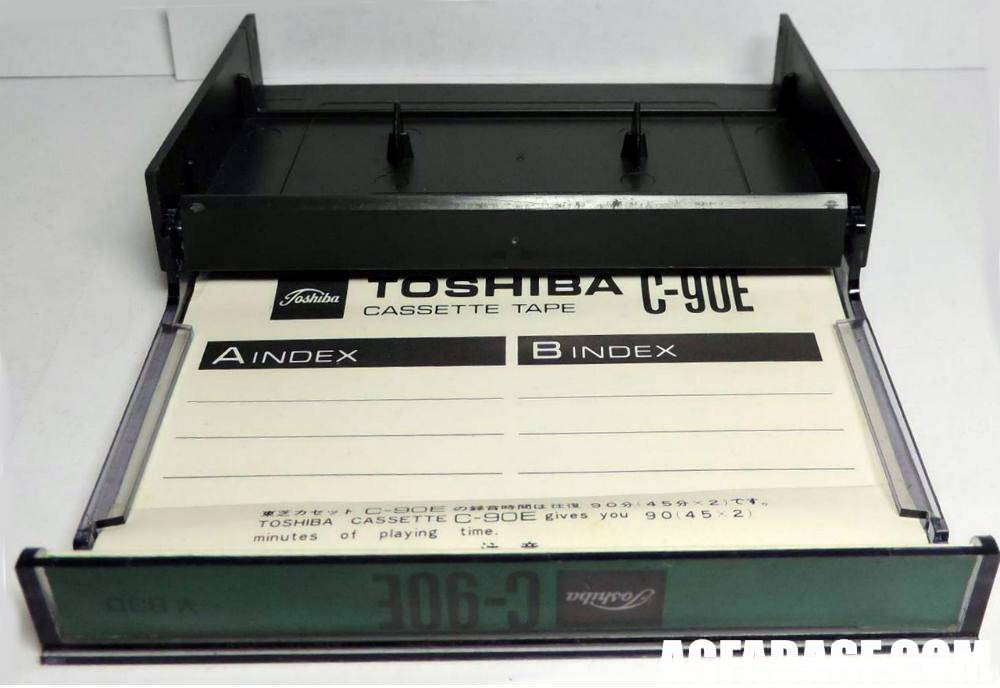 Toshiba TOSHIBA C-90E
CASSETTE TAPE
A INDEX B INDEX
東芝カセット C-90E の録音時間は往復 90分(45分×2)です。
TOSHIBA CASSETTE C-90E gives you 90(45×2)
minutes of playing time.
注 意
C-90E Toshiba